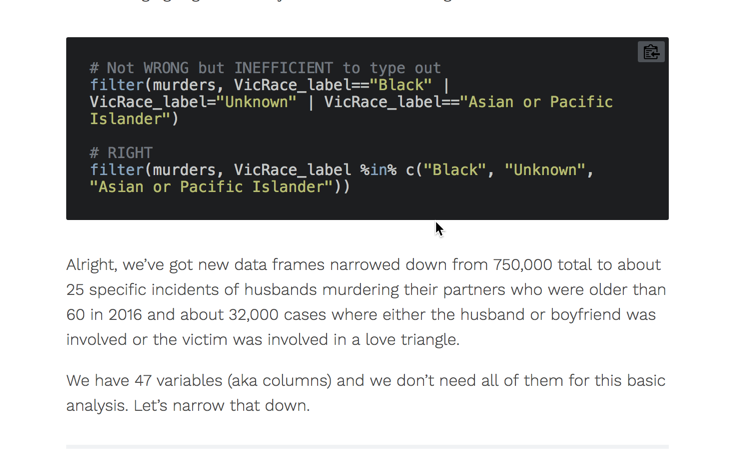 # Not WRONG but INEFFICIENT to type out
filter(murders, VicRace_label=="Black" |
VicRace_label="Unknown" | VicRace_label=="Asian or Pacific
Islander")
# RIGHT
filter(murders, VicRace_label %in% c("Black", "Unknown",
"Asian or Pacific Islander"))
Alright, we’ve got new data frames narrowed down from 750,000 total to about
25 specific incidents of husbands murdering their partners who were older than
60 in 2016 and about 32,000 cases where either the husband or boyfriend was
involved or the victim was involved in a love triangle.
We have 47 variables (aka columns) and we don’t need all of them for this basic
analysis. Let’s narrow that down.